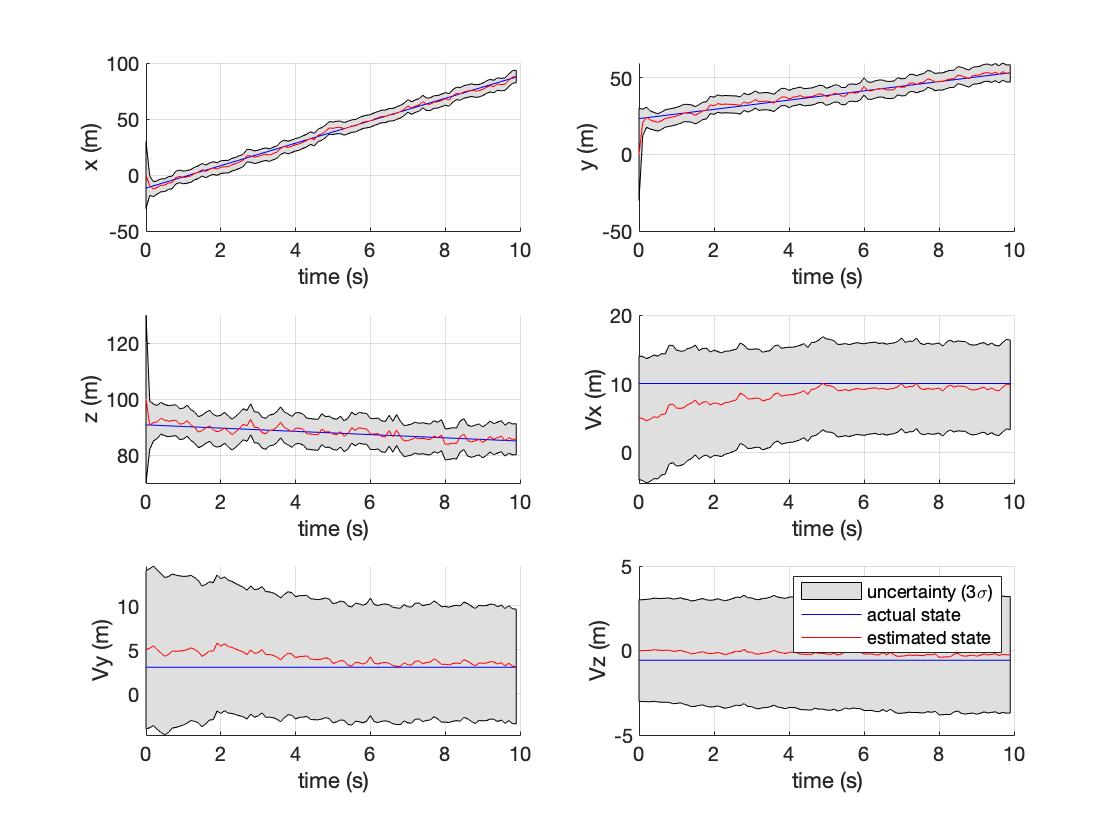 100
50
0
-50
x (m)
0 2 4 6 8 10
time (s)
50
0
-50
y (m)
0 2 4 6 8 10
time (s)
120
100
80
z (m)
0 2 4 6 8 10
time (s)
20
10
0
Vx (m)
0 2 4 6 8 10
time (s)
10
5
0
Vy (m)
0 2 4 6 8 10
time (s)
5
0
-5
Vz (m)
0 2 4 6 8 10
time (s)
uncertainty (3σ)
actual state
estimated state